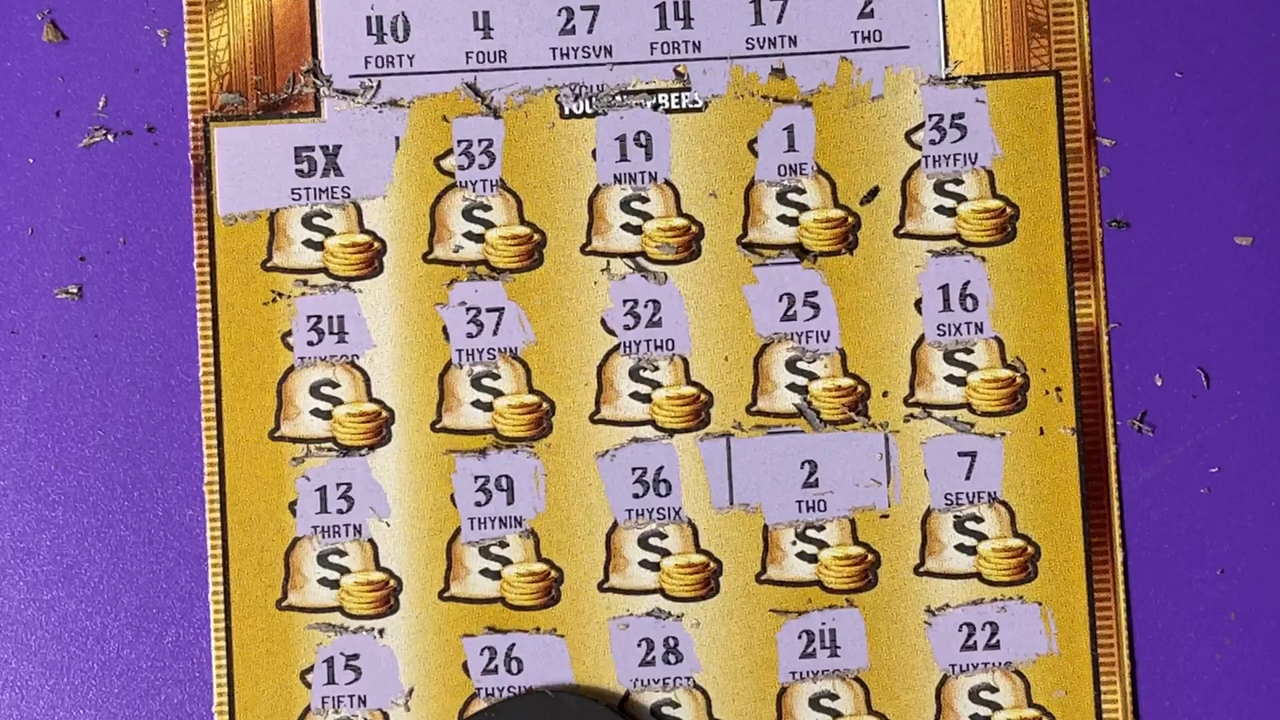 40 4 27 14 17 2
FORTY FOUR THYSVN FORTN SVNTN TWO
5X 33 19 1 35
5TIMES NINTN ONE THYFIV
$ $ $ $ $
34 37 32 25 16
THYSVN SIXTN
$ $ $ $ $
13 39 36 2 7
THRTN THYNIN THYSIX TWO SEVEN
$ $ $ $ $
15 26 28 24 22
FIFTN
$ $ $